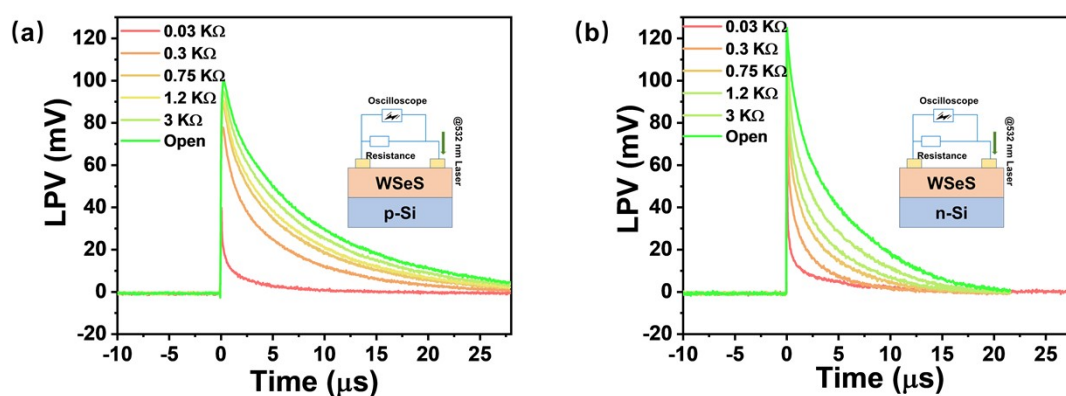 (a)
LPV (mV)
120
100
80
60
40
20
0
-20
0.03 KΩ
0.3 KΩ
0.75 KΩ
1.2 KΩ
3 KΩ
Open
Oscilloscope
Resistance
@532 nm Laser
WSeS
p-Si
-10
-5
0
5
10
15
20
25
Time (μs)
(b)
LPV (mV)
120
100
80
60
40
20
0
-20
0.03 KΩ
0.3 KΩ
0.75 KΩ
1.2 KΩ
3 KΩ
Open
Oscilloscope
Resistance
@532 nm Laser
WSeS
n-Si
-10
-5
0
5
10
15
20
25
Time (μs)